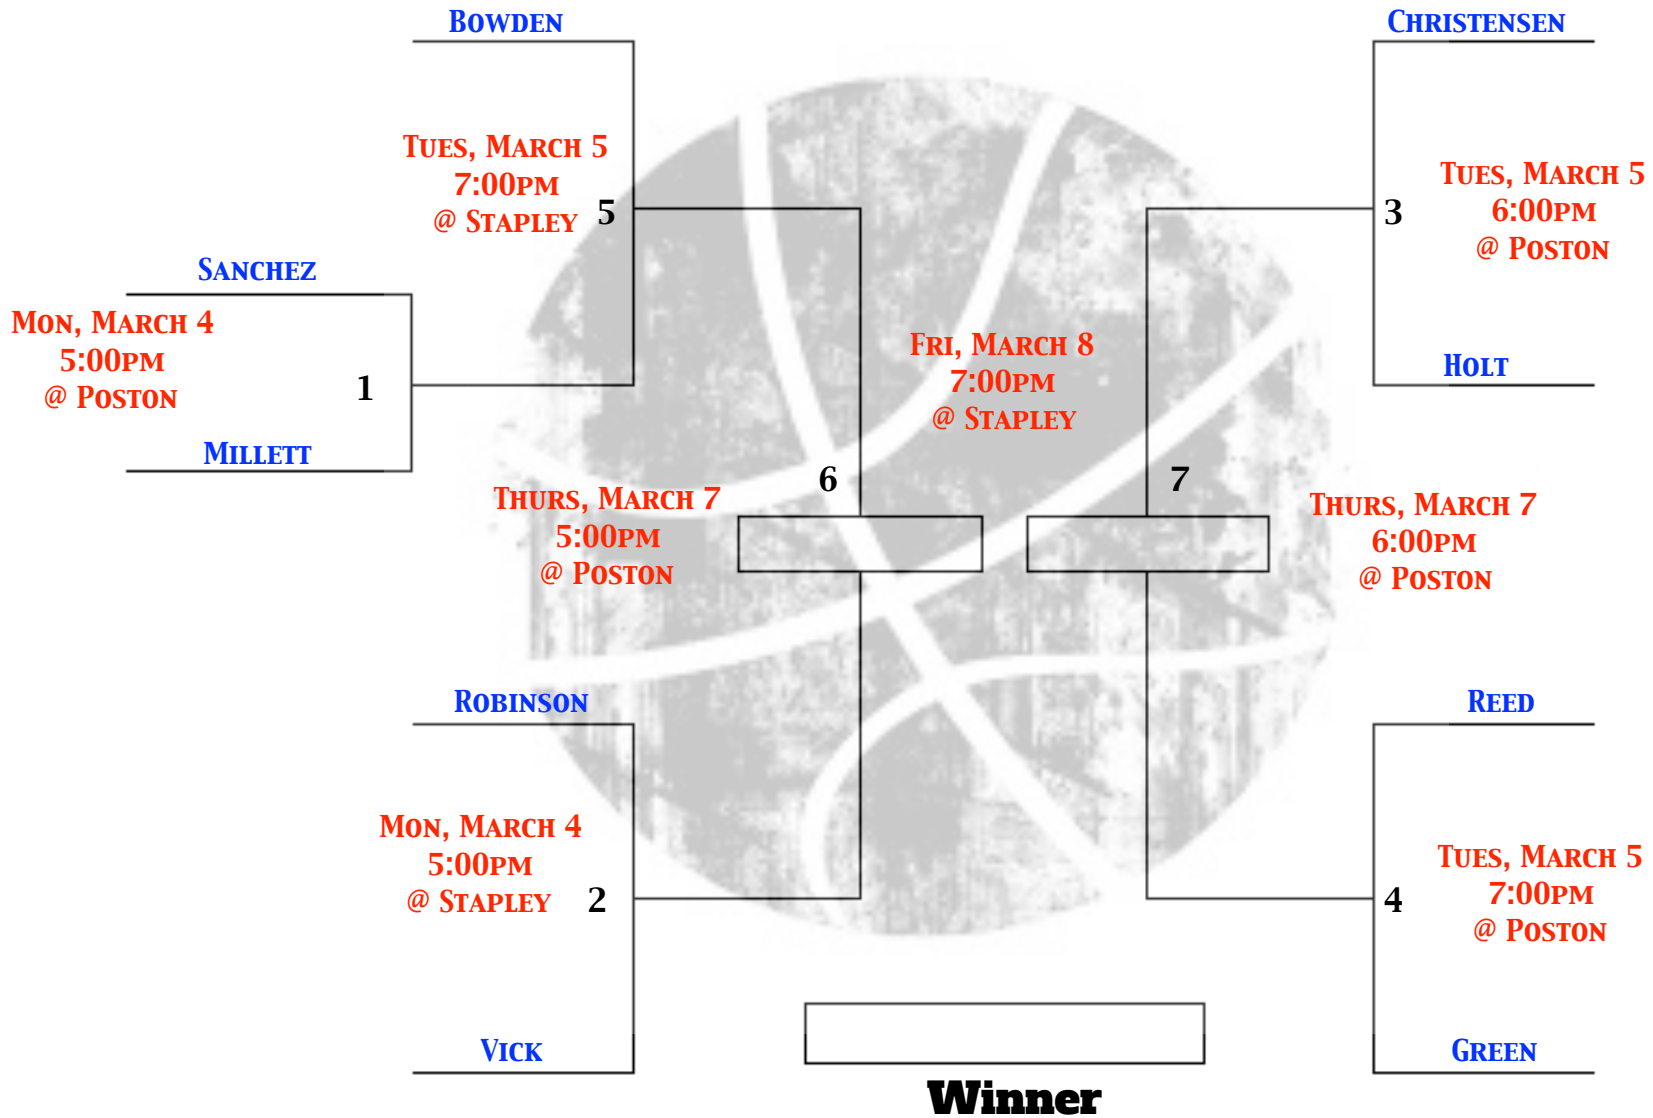 Bowden
Christensen
Tues, March 5
7:00pm
@ Stapley
5
3
Tues, March 5
6:00pm
@ Poston
Sanchez
Mon, March 4
5:00pm
@ Poston
1
Millett
Fri, March 8
7:00pm
@ Stapley
Holt
6
7
Thurs, March 7
5:00pm
@ Poston
Thurs, March 7
6:00pm
@ Poston
Robinson
Reed
Mon, March 4
5:00pm
@ Stapley
2
4
Tues, March 5
7:00pm
@ Poston
Vick
Green
Winner